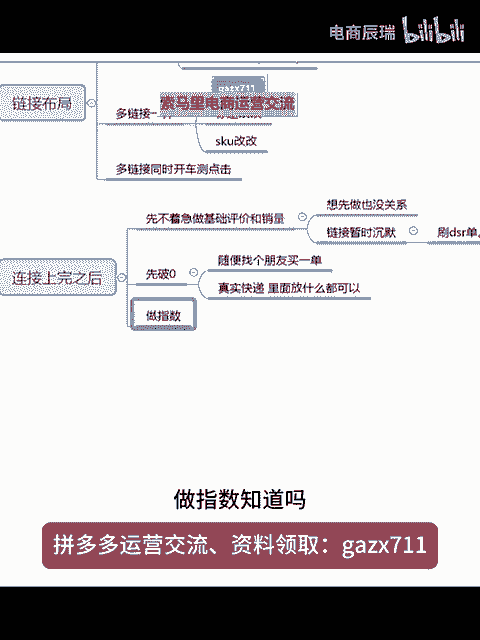 电商辰瑞 bilibili
gazx711
索马里电商运营交流
链接布局
多链接一
sku改改
多链接同时开车测点击
先不着急做基础评价和销量
想先做也没关系
链接暂时沉默
刷dsr单
连接上完之后
先破0
随便找个朋友买一单
真实快递 里面放什么都可以
做指数
做指数知道吗
拼多多运营交流、资料领取：gazx711